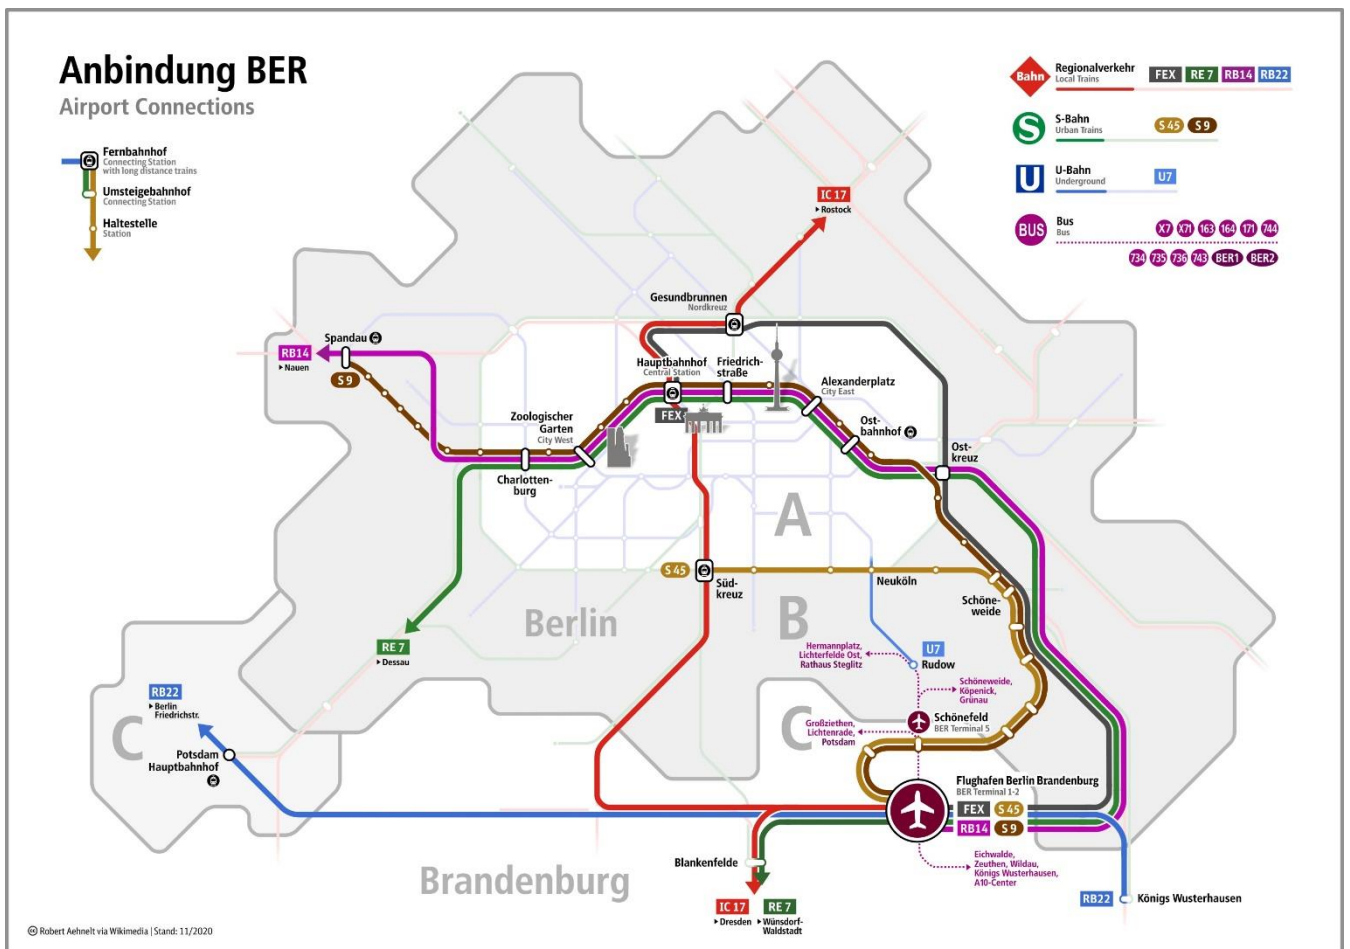 Anbindung BER
Airport Connections
Fernbahnhof
Connecting Station
with long distance trains
Umsteigebahnhof
Connecting Station
Haltestelle
Station
Bahn
Regionalverkehr
Local Trains
FEX RE 7 RB14 RB22
S
S-Bahn
Urban Trains
S 45 S 9
U
U-Bahn
Underground
U7
BUS
Bus
Bus
X7 X71 163 164 171 744
734 735 736 743 BER1 BER2
IC 17
Rostock
Gesundbrunnen
Nordkreuz
Spandau
RB14
Nauen
S 9
Hauptbahnhof
Central Station
FEX
Friedrich-
straße
Alexanderplatz
City East
Zoologischer
Garten
City West
Charlotten-
burg
Ost-
bahnhof
Ost-
kreuz
A
S 45
Süd-
kreuz
Neuköln
Schöne-
weide
Berlin
B
RE 7
Dessau
Hermannplatz,
Lichterfelde Ost,
Rathaus Steglitz
U7
Rudow
Schöneweide,
Köpenick,
Grünau
RB22
Berlin
Friedrichstr.
C
Potsdam
Hauptbahnhof
C
Großziethen,
Lichtenrade,
Potsdam
Schönefeld
BER Terminal 5
Flughafen Berlin Brandenburg
BER Terminal 1-2
FEX S 45
RB14 S 9
Blankenfelde
Eichwalde,
Zeuthen, Wildau,
Königs Wusterhausen,
A10-Center
Brandenburg
IC 17
Dresden
RE 7
Wünsdorf-
Waldstadt
RB22
Königs Wusterhausen
cc Robert Aehnelt via Wikimedia | Stand: 11/2020